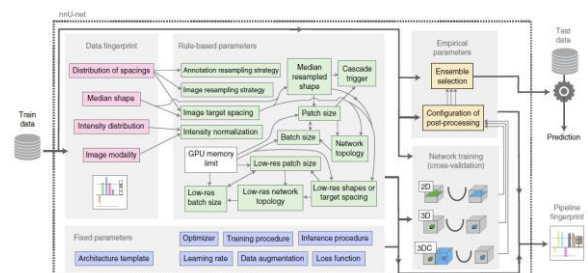 nnU-net
Data fingerprint
Distribution of spacings
Median shape
Intensity distribution
Image modality
Train
data
Rule-based parameters
Annotation resampling strategy
Image resampling strategy
Image target spacing
Intensity normalization
Median
resampled
shape
Cascade
trigger
Patch size
Batch size
Network
topology
GPU memory
limit
Low-res patch size
Low-res
batch size
Low-res network
topology
Low-res shapes or
target spacing
Fixed parameters
Architecture template
Optimizer
Training procedure
Inference procedure
Learning rate
Data augmentation
Loss function
Empirical
parameters
Ensemble
selection
Configuration of
post-processing
Network training
(cross-validation)
2D
3D
3DC
Test
data
Prediction
Pipeline
fingerprint